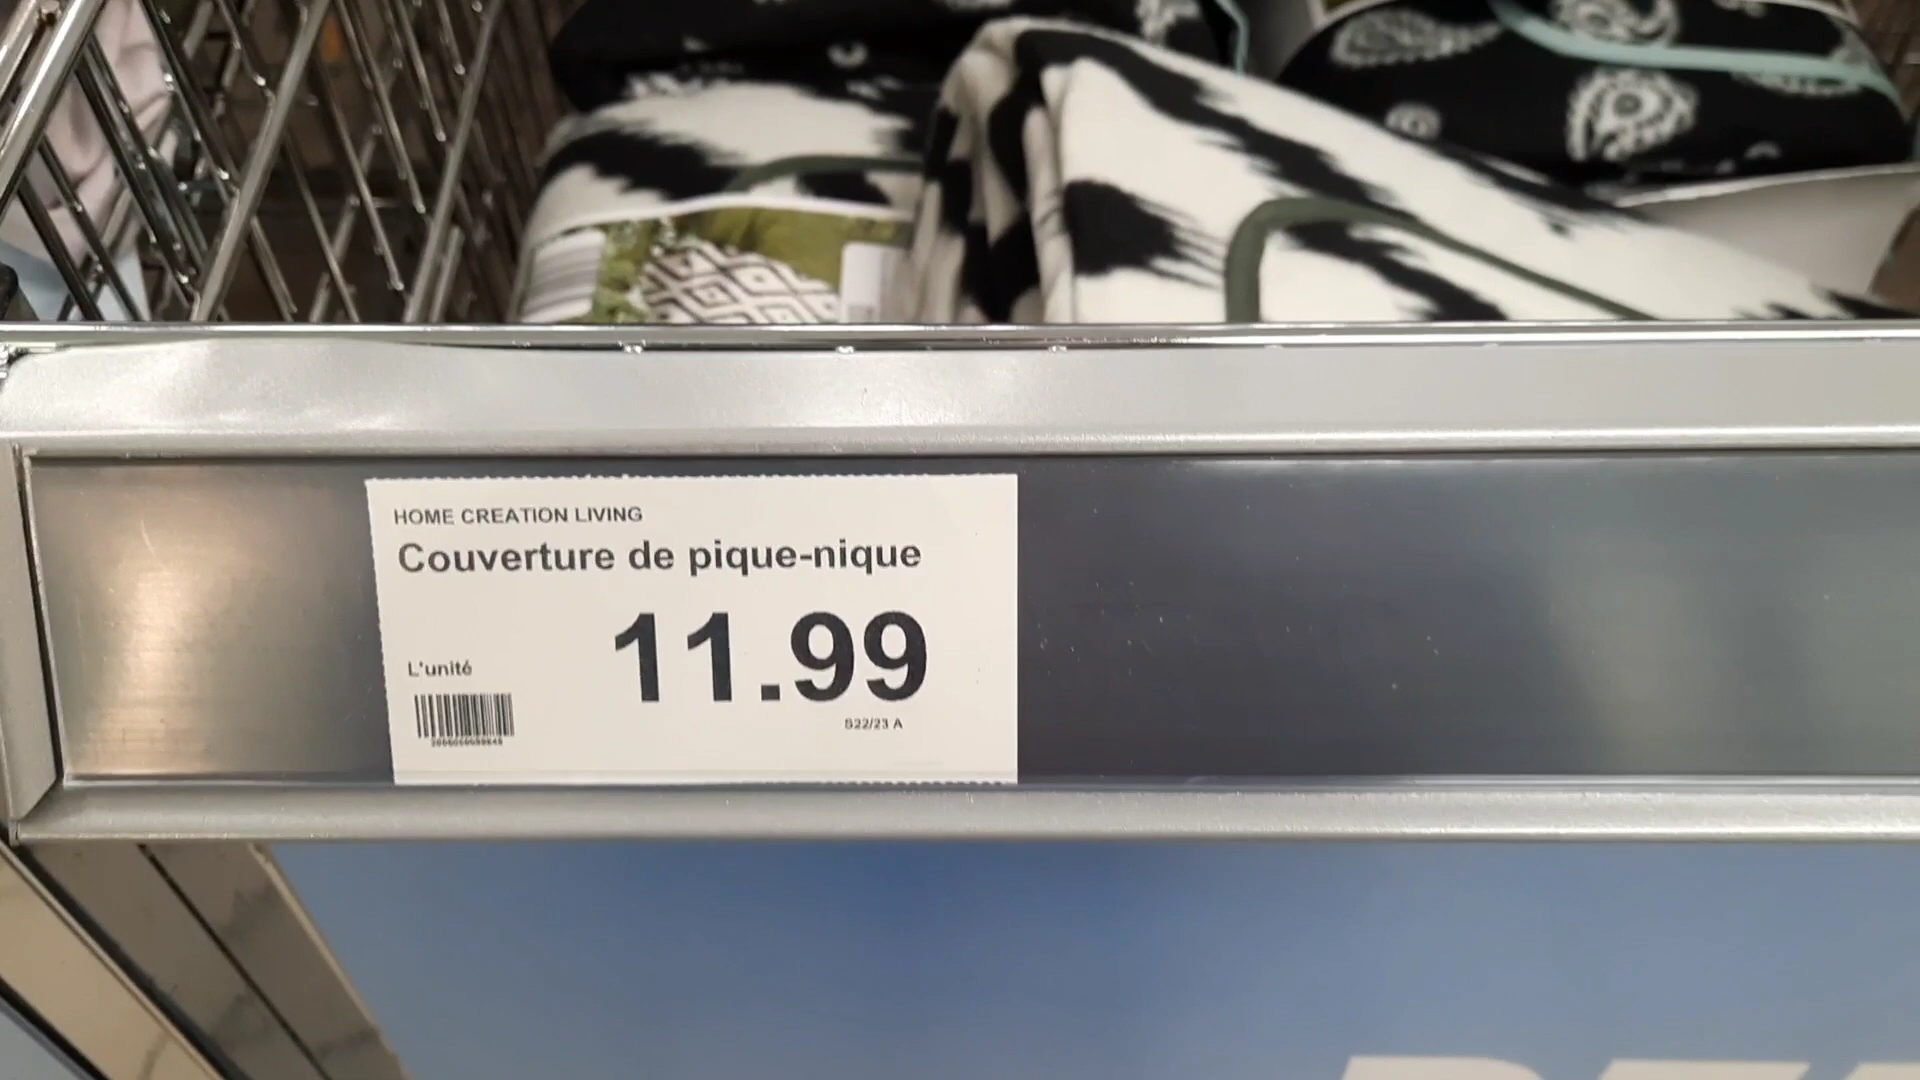 HOME CREATION LIVING
Couverture de pique-nique
11.99
L'unité
S22/23 A